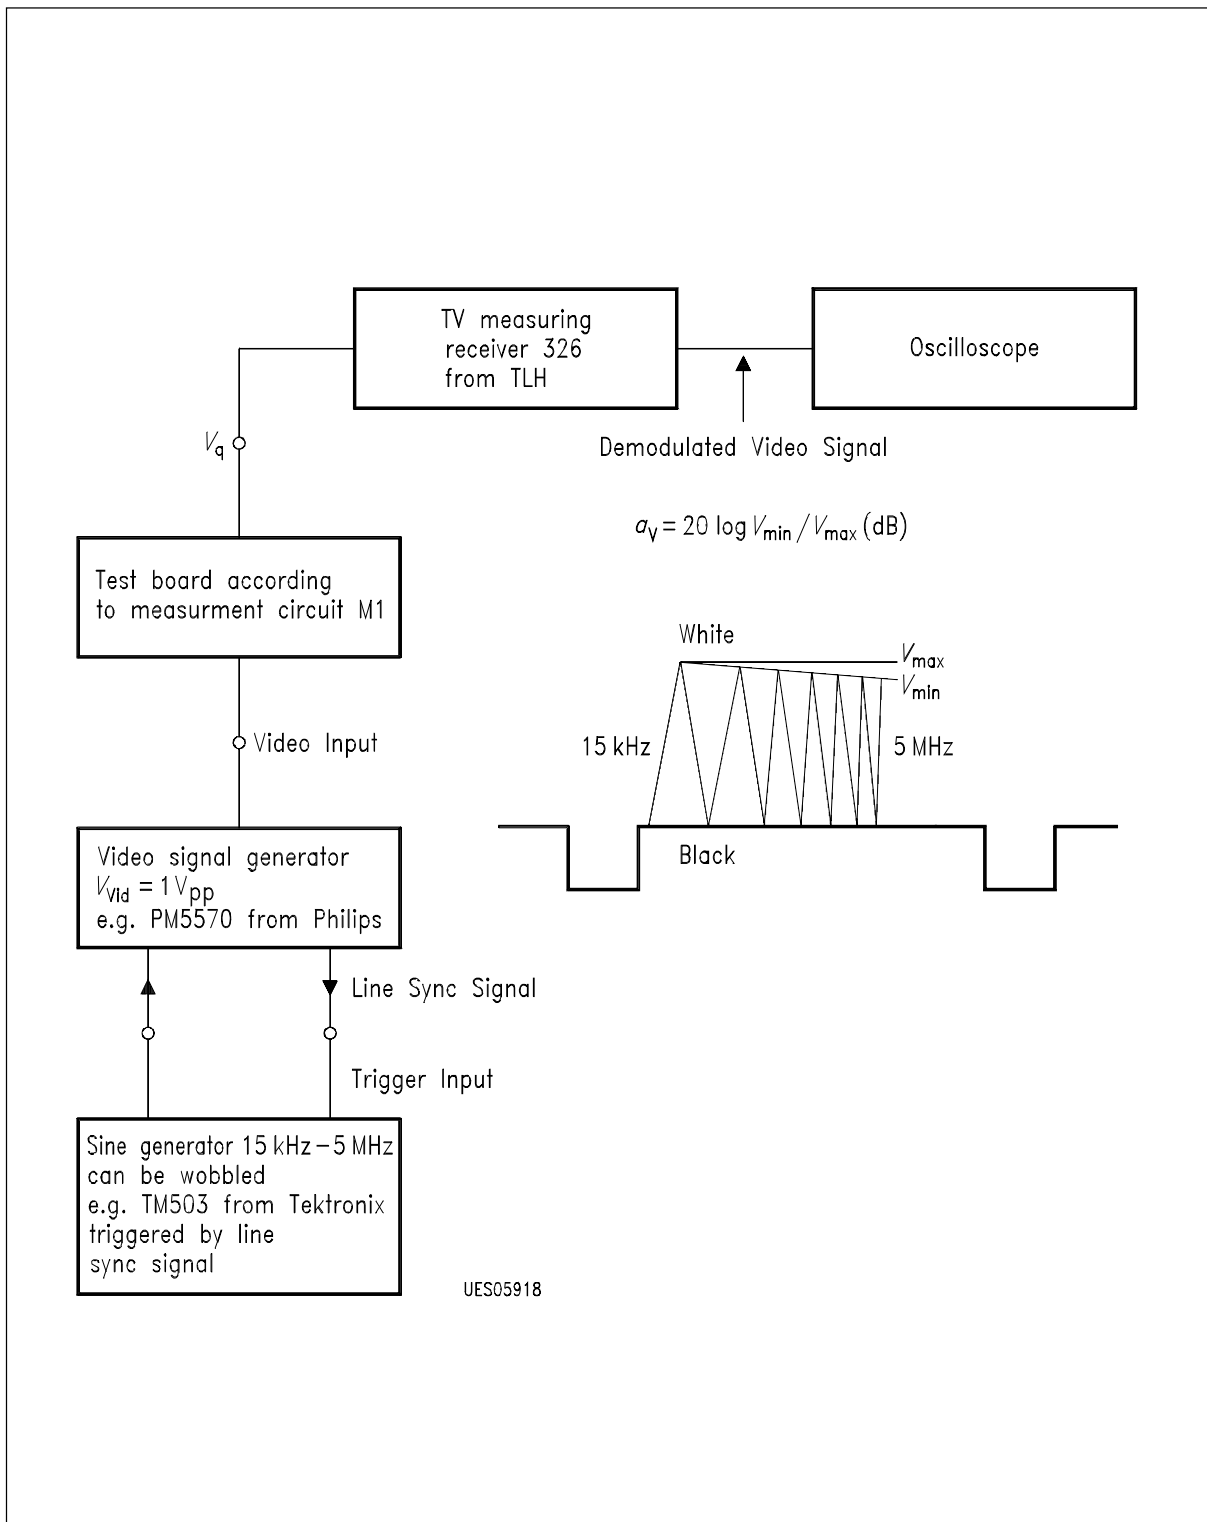 TV measuring
receiver 326
from TLH
Oscilloscope
Vq
Demodulated Video Signal
aV = 20 log Vmin / Vmax (dB)
Test board according
to measurment circuit M1
White
Vmax
Vmin
15 kHz
5 MHz
Video Input
Black
Video signal generator
VVid = 1 Vpp
e.g. PM5570 from Philips
Line Sync Signal
Trigger Input
Sine generator 15 kHz – 5 MHz
can be wobbled
e.g. TM503 from Tektronix
triggered by line
sync signal
UES05918